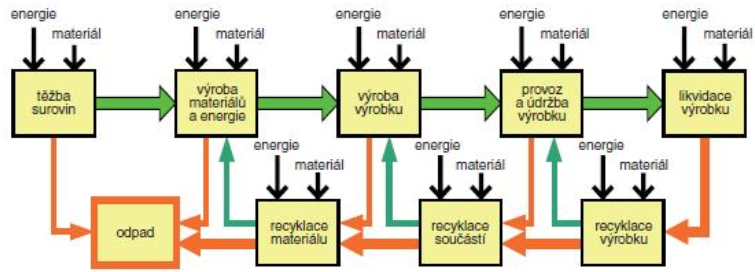 energie energie energie energie energie
materiál materiál materiál materiál materiál
těžba
surovin
výroba
materiálů
a energie
výroba
výrobku
provoz
a údržba
výrobku
likvidace
výrobku
energie energie energie
materiál materiál materiál
odpad
recyklace
materiálu
recyklace
součástí
recyklace
výrobku